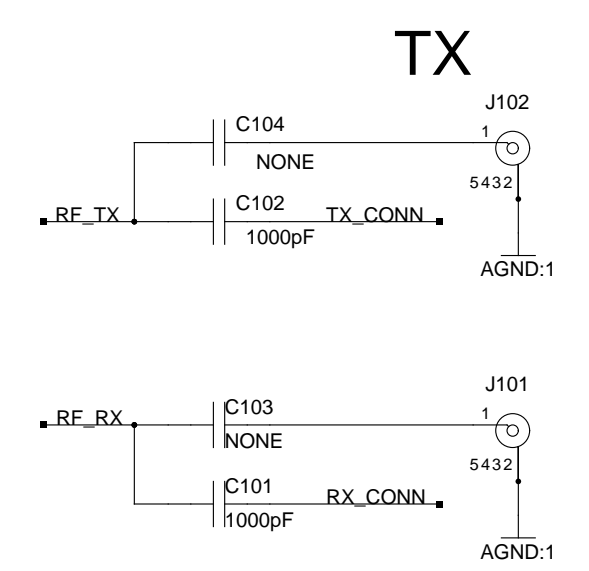 TX
J102
C104
1
NONE
5432
C102
RF_TX
TX_CONN
1000pF
AGND:1
J101
C103
1
RF_RX
NONE
5432
C101
RX_CONN
1000pF
AGND:1